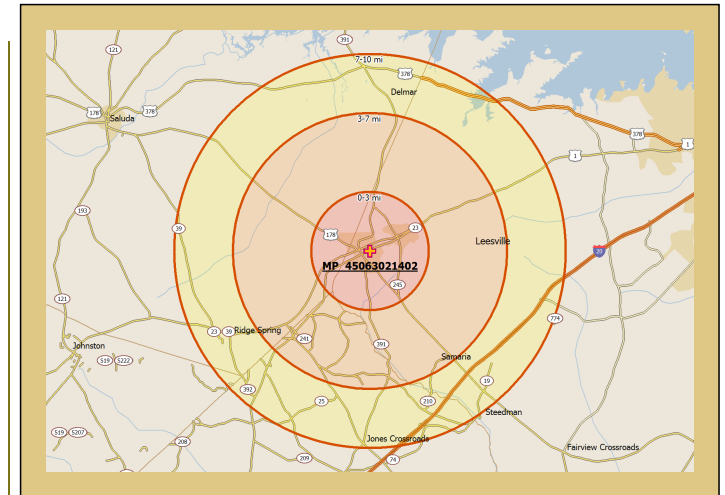 391
121
7-10 mi
378
Delmar
178
378
Saluda
3-7 mi
378
1
1
0-3 mi
193
39
178
23
Leesville
20
MP 45063021402
245
121
774
23
39
Ridge Spring
241
391
Johnston
S19
S222
Samaria
19
392
25
210
Steedman
S19
S207
208
Jones Crossroads
Fairview Crossroads
209
74